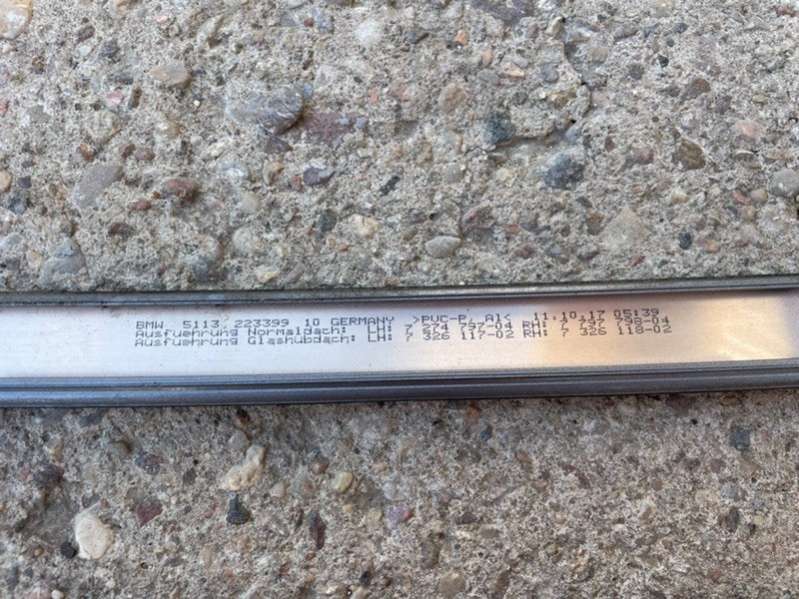 BMW 5113 223399 10 GERMANY >PVC-P, Al< 11.10.17 05:39
Ausfuehrung Normaldach: LH: 7 274 797-04 RH: 7 737 798-04
Ausfuehrung Glashubdach: LH: 7 326 117-02 RH: 7 326 118-02